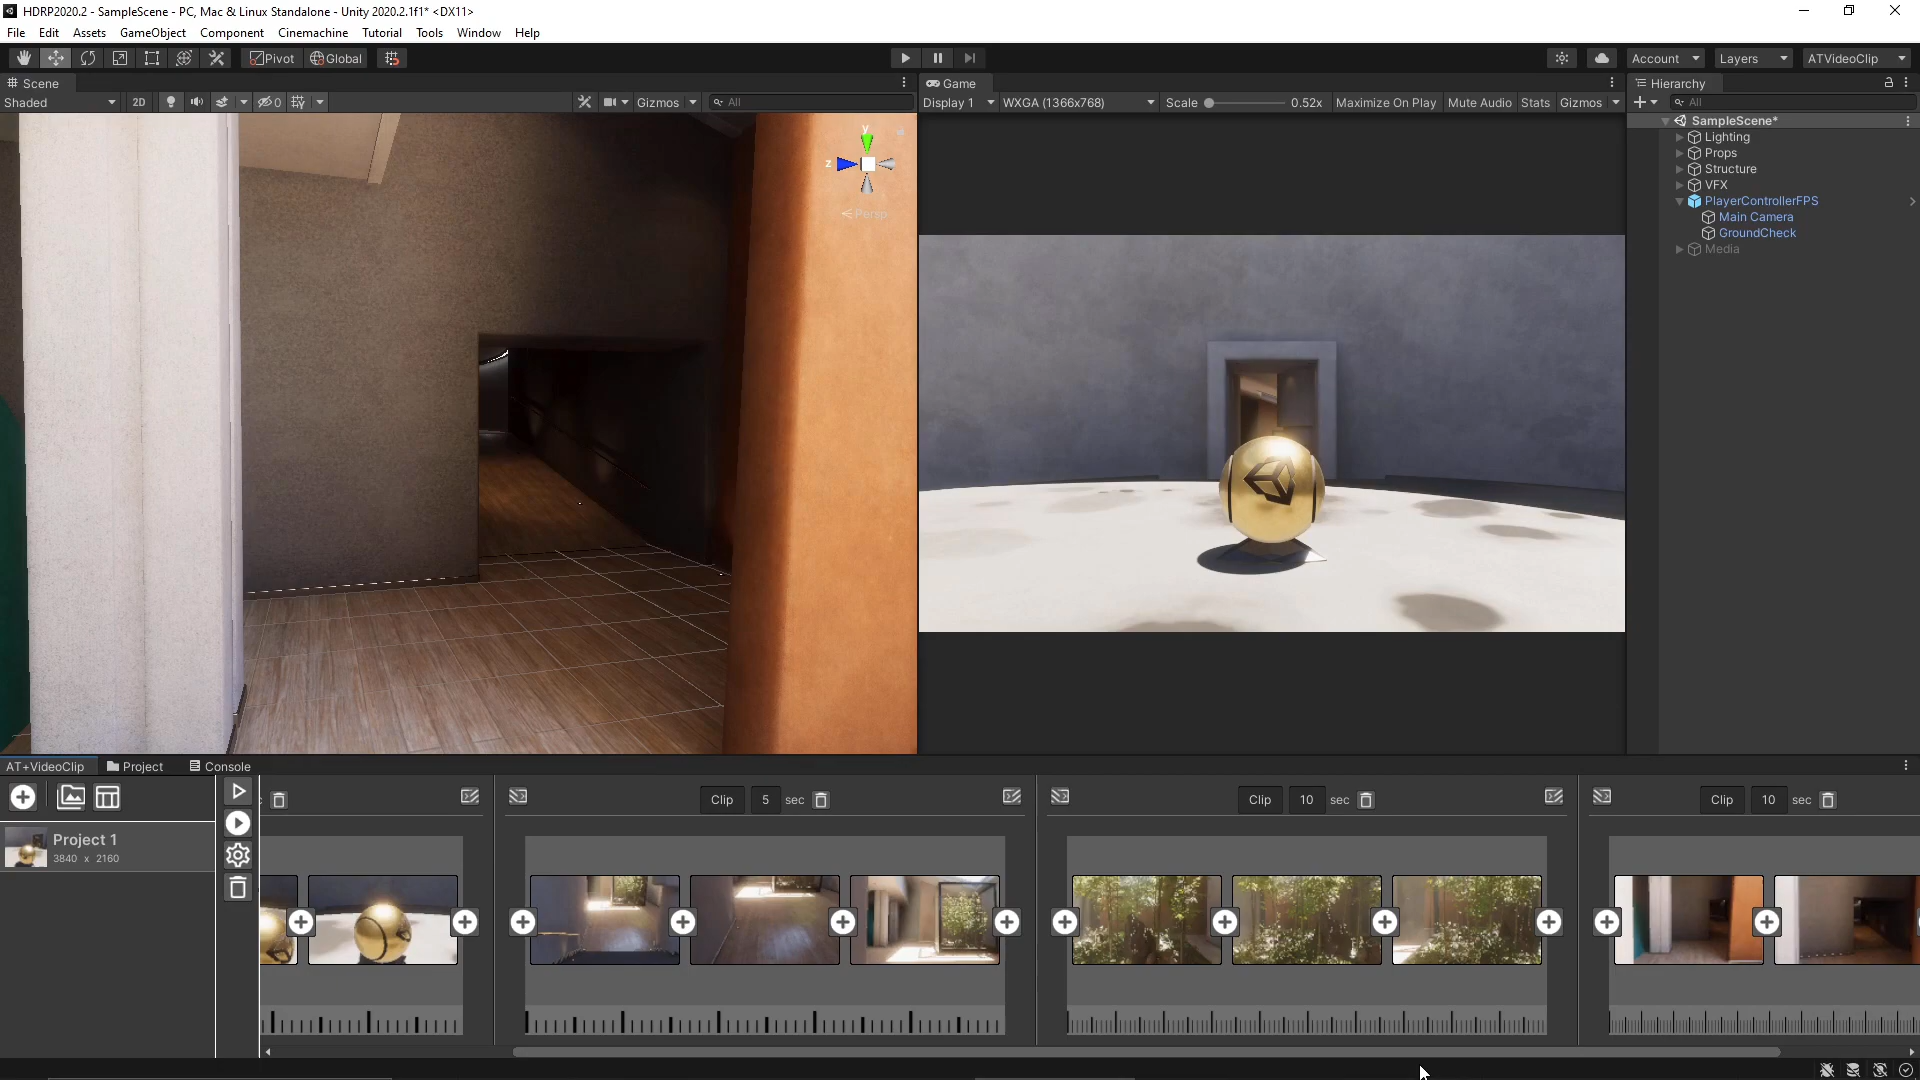 HDRP2020.2 - SampleScene - PC, Mac & Linux Standalone - Unity 2020.2.1f1* <DX11>
File Edit Assets GameObject Component Cinemachine Tutorial Tools Window Help
Pivot Global Account Layers ATVideoClip
Scene
Shaded 2D 0 Gizmos All
y
z
Persp
Game
Display 1 WXGA (1366x768) Scale 0.52x Maximize On Play Mute Audio Stats Gizmos
Hierarchy
All
SampleScene*
Lighting
Props
Structure
VFX
PlayerControllerFPS
Main Camera
GroundCheck
Media
AT+VideoClip Project Console
Project 1
3840 x 2160
Clip 5 sec
Clip 10 sec
Clip 10 sec